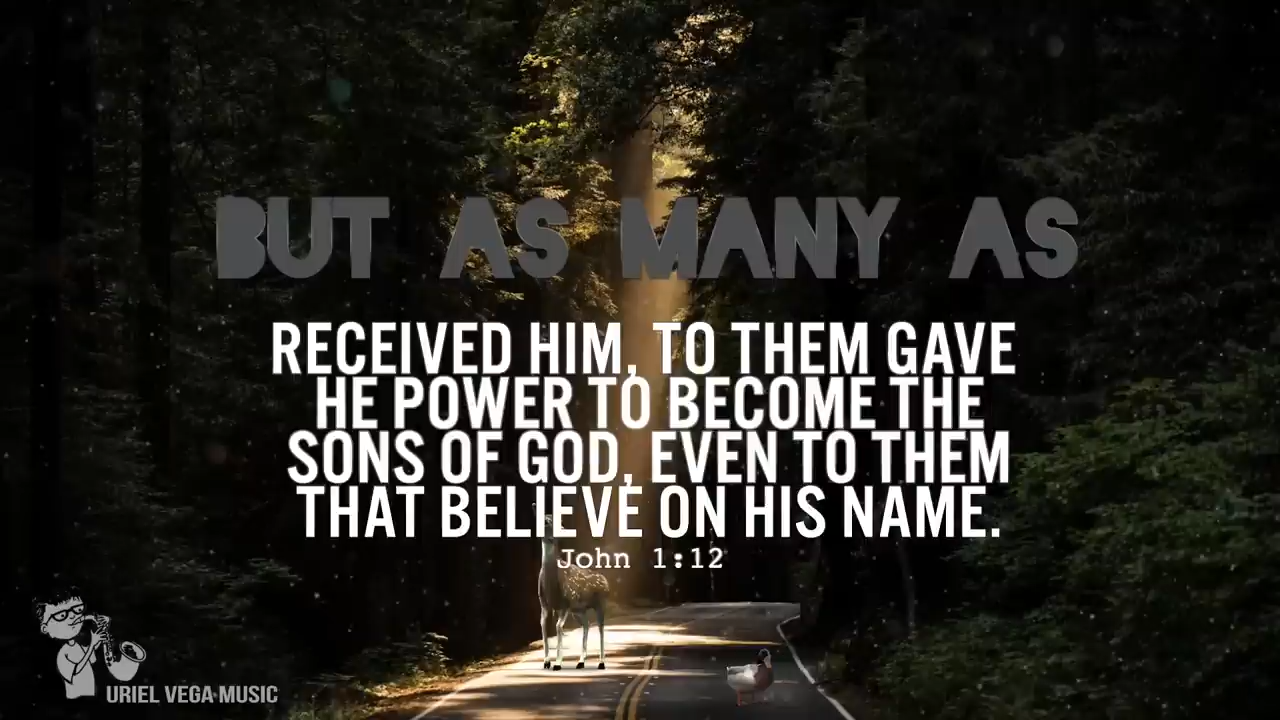 BUT AS MANY AS
RECEIVED HIM, TO THEM GAVE
HE POWER TO BECOME THE
SONS OF GOD, EVEN TO THEM
THAT BELIEVE ON HIS NAME.
John 1:12
URIEL VEGA MUSIC